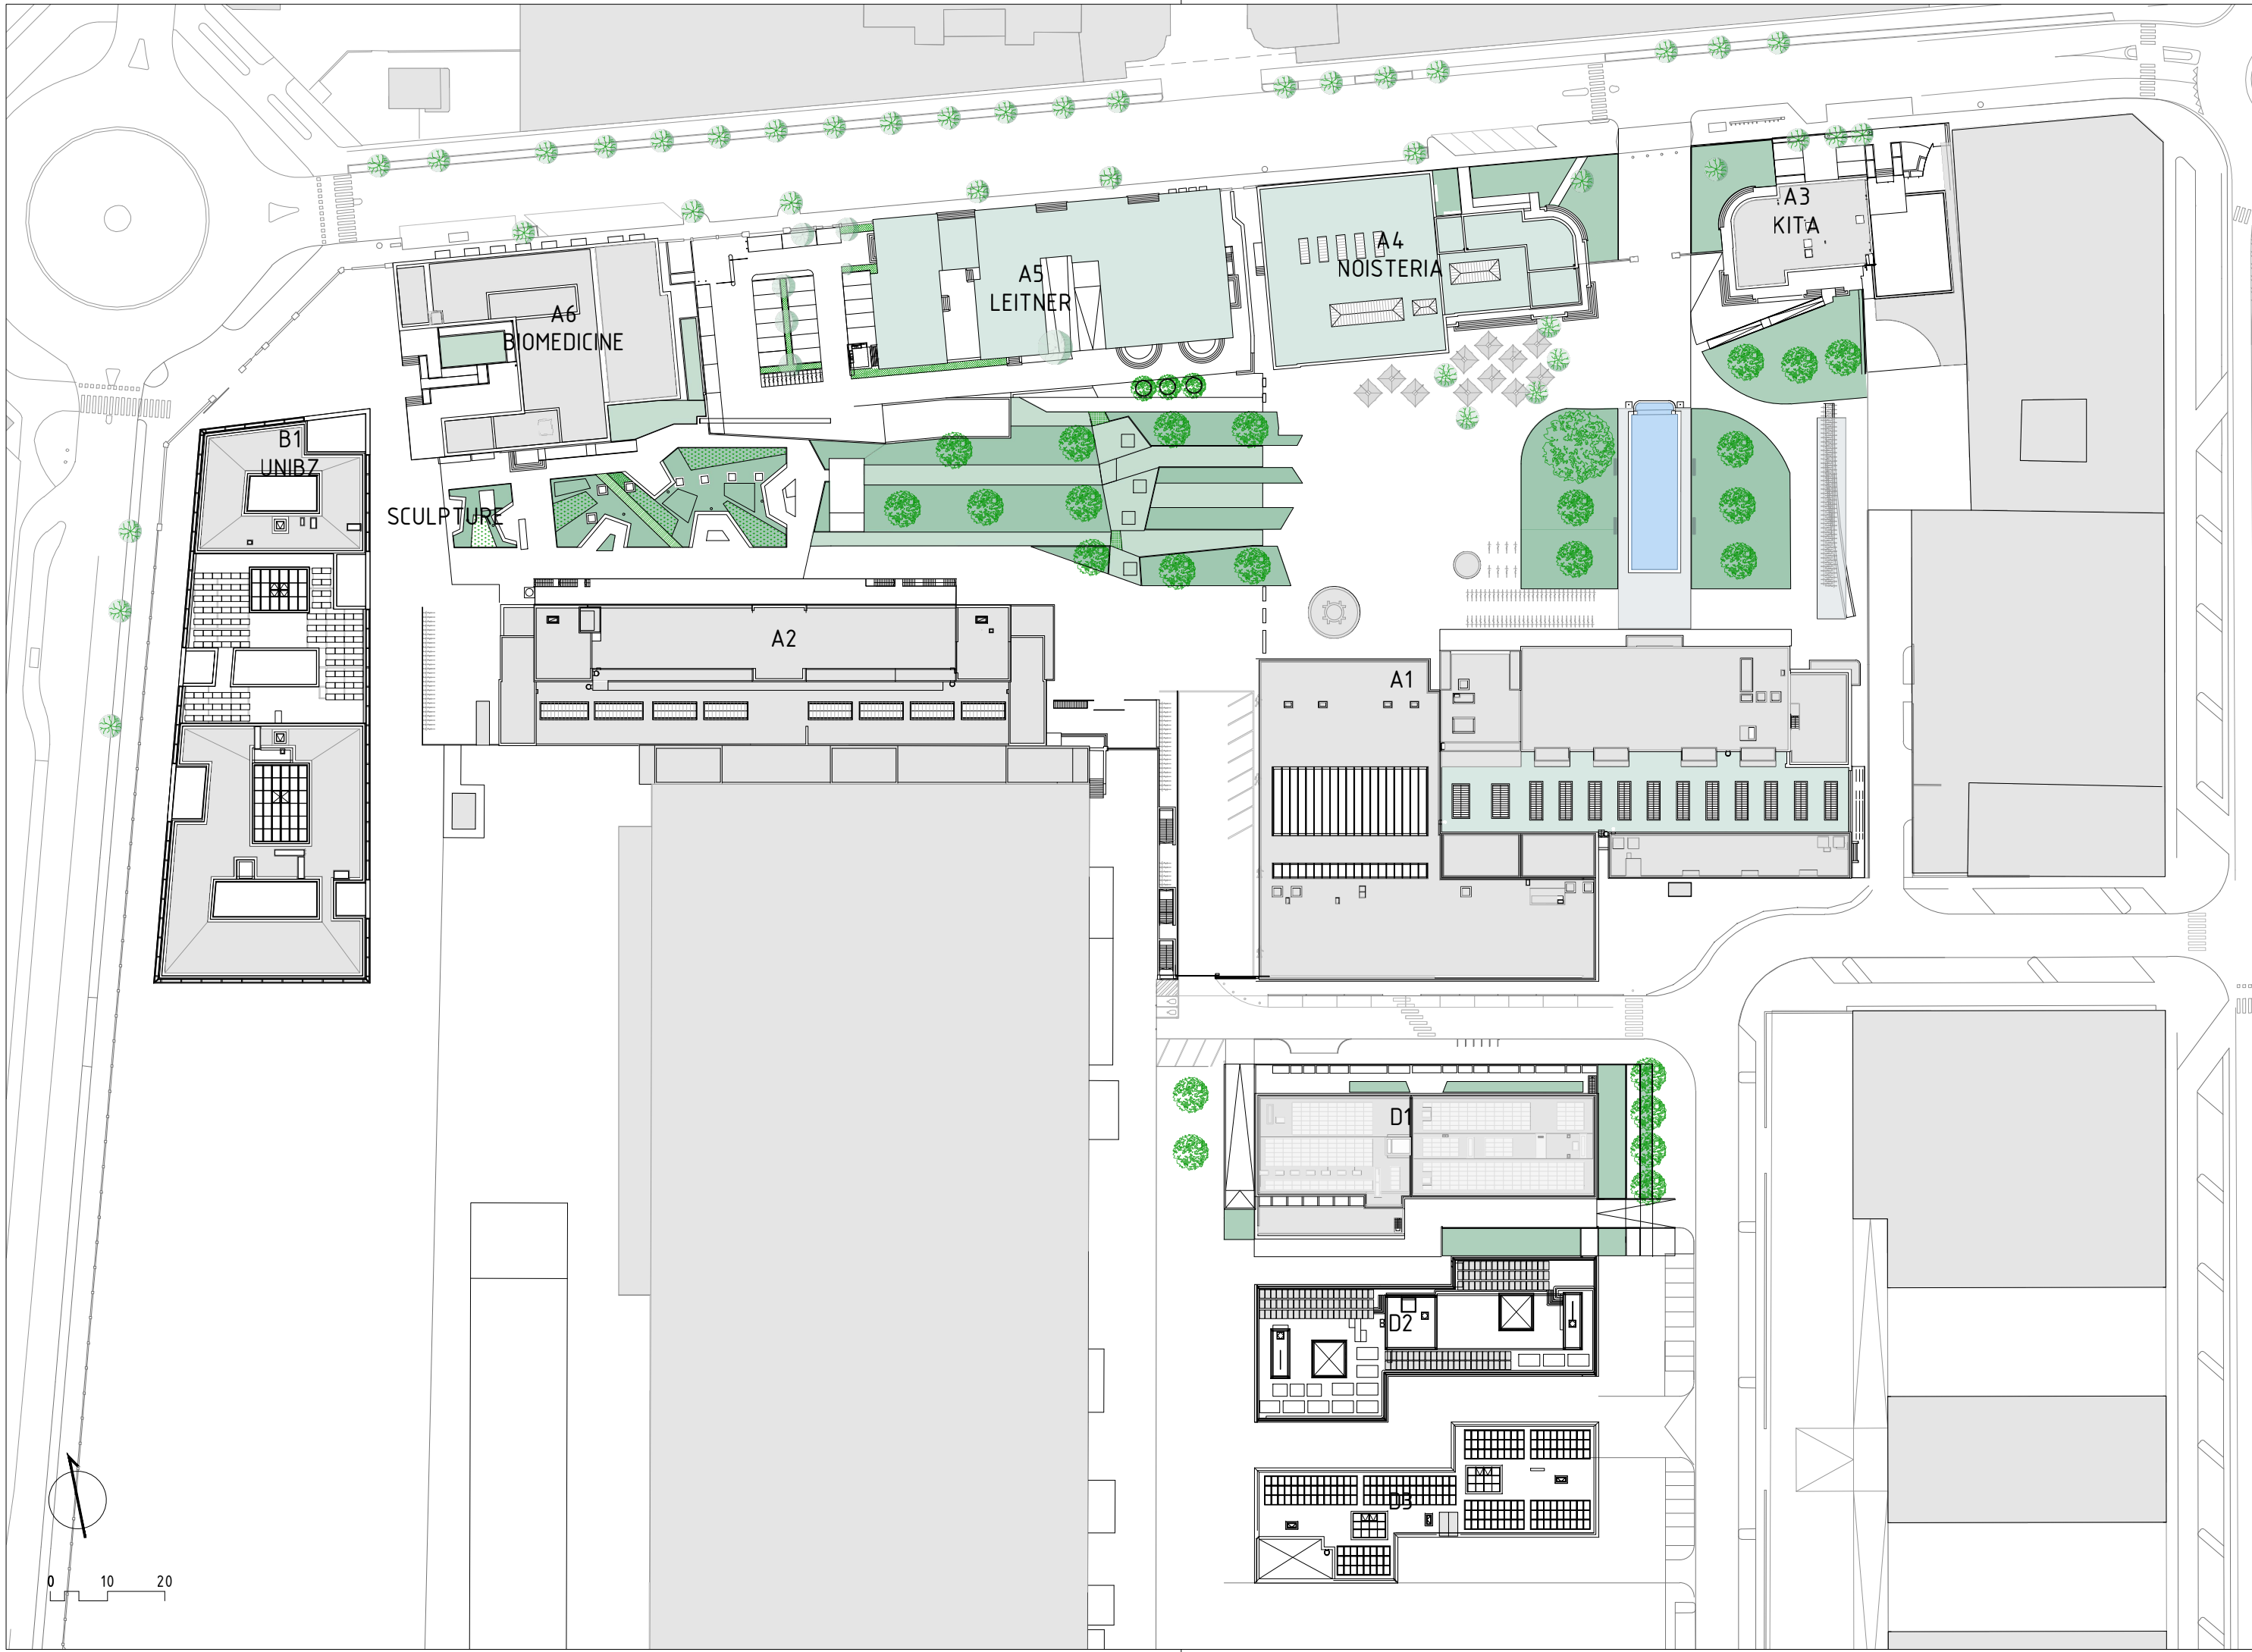 A3
KITA
A4
NOISTERIA
A5
LEITNER
A6
BIOMEDICINE
B1
UNIBZ
SCULPTURE
A2
A1
D1
D2
D3
0 10 20